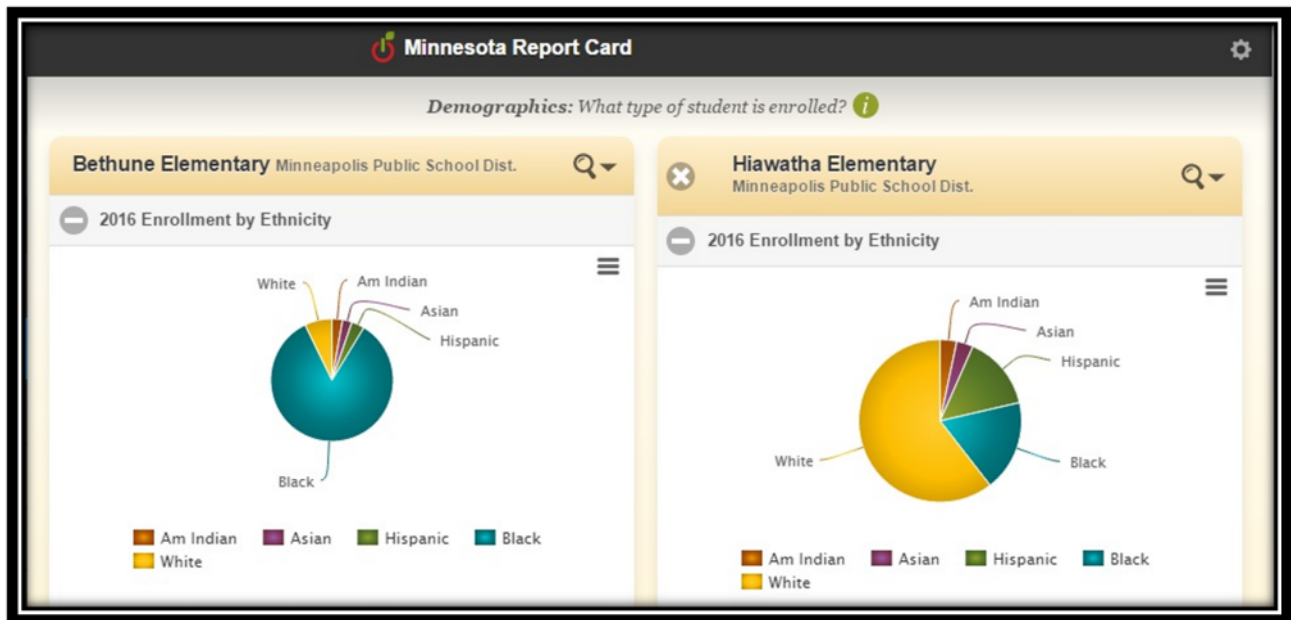 Minnesota Report Card
Demographics: What type of student is enrolled? i
Bethune Elementary Minneapolis Public School Dist.
2016 Enrollment by Ethnicity
White
Am Indian
Asian
Hispanic
Black
Am Indian Asian Hispanic Black
White
Hiawatha Elementary
Minneapolis Public School Dist.
2016 Enrollment by Ethnicity
Am Indian
Asian
Hispanic
White
Black
Am Indian Asian Hispanic Black
White